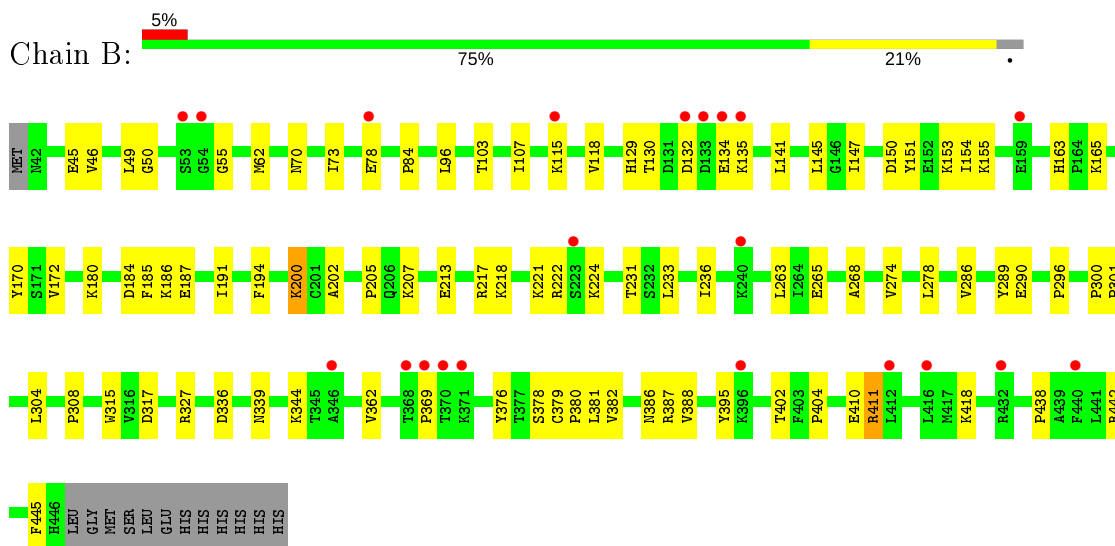 5%
Chain B:
75% 21% •
MET N42 E45 V46 L49 G50 S53 G54 G55 M62 N70 I73 E78 P84 L96 T103 I107 K115 V118 H129 T130 D131 D132 D133 E134 K135 L141 L145 G146 I147 D150 Y151 E152 K153 I154 K155 E159 H163 P164 K165
Y170 S171 V172 K180 D184 F185 K186 E187 I191 F194 K200 C201 A202 P205 Q206 K207 E213 R217 K218 K221 R222 S223 K224 T231 S232 L233 I236 K240 L263 I264 E265 A268 V274 L278 V286 Y289 E290 P296 P300
L304 P308 W315 V316 D317 R327 D336 N339 K344 T345 A346 V362 T368 P369 T370 K371 Y376 T377 S378 C379 P380 L381 V382 N386 R387 V388 Y395 K396 T402 F403 P404 E410 R411 L412 L416 M417 K418 R432 P438 A439 F440 L441
F445 H446 LEU GLY MET SER LEU GLU HIS HIS HIS HIS HIS HIS